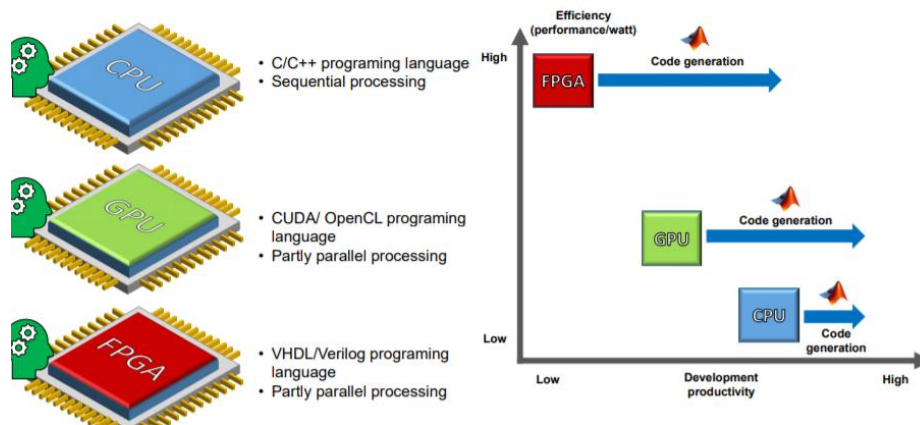 CPU
• C/C++ programing language
• Sequential processing
GPU
• CUDA/ OpenCL programing
language
• Partly parallel processing
FPGA
• VHDL/Verilog programing
language
• Partly parallel processing
Efficiency
(performance/watt)
High
FPGA
Code generation
GPU
Code generation
CPU
Code
generation
Low
Low
Development
productivity
High